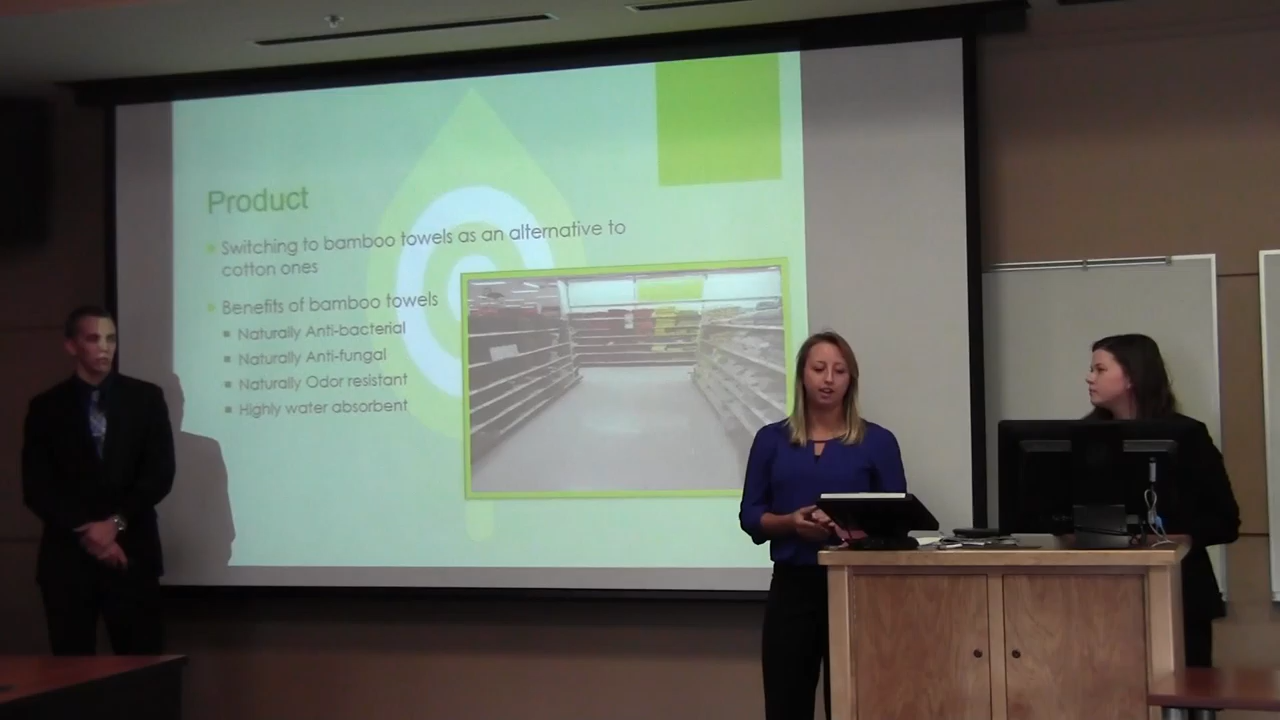 Product
Switching to bamboo towels as an alternative to
cotton ones
Benefits of bamboo towels
Naturally Anti-bacterial
Naturally Anti-fungal
Naturally Odor resistant
Highly water absorbent